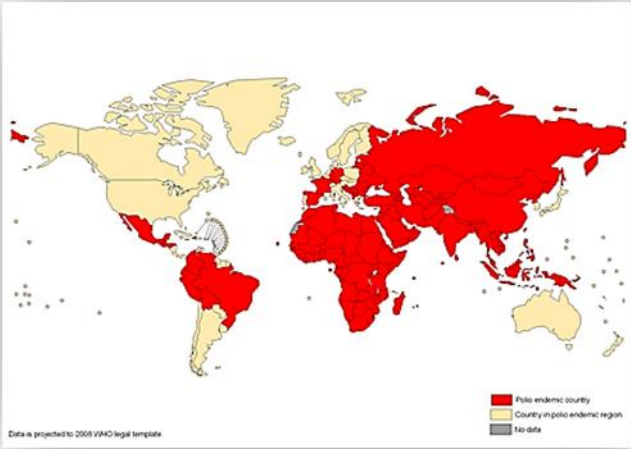 Polio endemic country
Country in polio endemic region
No data
Data is projected to 2008 WHO legal template.